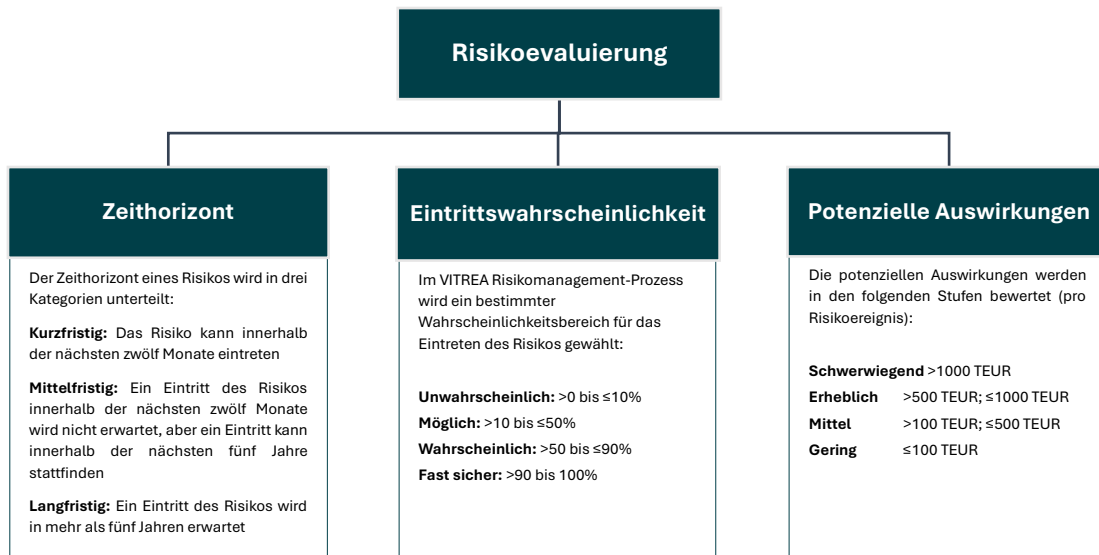 Risikoevaluierung
Zeithorizont
Der Zeithorizont eines Risikos wird in drei
Kategorien unterteilt:
Kurzfristig: Das Risiko kann innerhalb
der nächsten zwölf Monate eintreten
Mittelfristig: Ein Eintritt des Risikos
innerhalb der nächsten zwölf Monate
wird nicht erwartet, aber ein Eintritt kann
innerhalb der nächsten fünf Jahre
stattfinden
Langfristig: Ein Eintritt des Risikos wird
in mehr als fünf Jahren erwartet
Eintrittswahrscheinlichkeit
Im VITREA Risikomanagement-Prozess
wird ein bestimmter
Wahrscheinlichkeitsbereich für das
Eintreten des Risikos gewählt:
Unwahrscheinlich: >0 bis ≤10%
Möglich: >10 bis ≤50%
Wahrscheinlich: >50 bis ≤90%
Fast sicher: >90 bis 100%
Potenzielle Auswirkungen
Die potenziellen Auswirkungen werden
in den folgenden Stufen bewertet (pro
Risikoereignis):
Schwerwiegend >1000 TEUR
Erheblich >500 TEUR; ≤1000 TEUR
Mittel >100 TEUR; ≤500 TEUR
Gering ≤100 TEUR